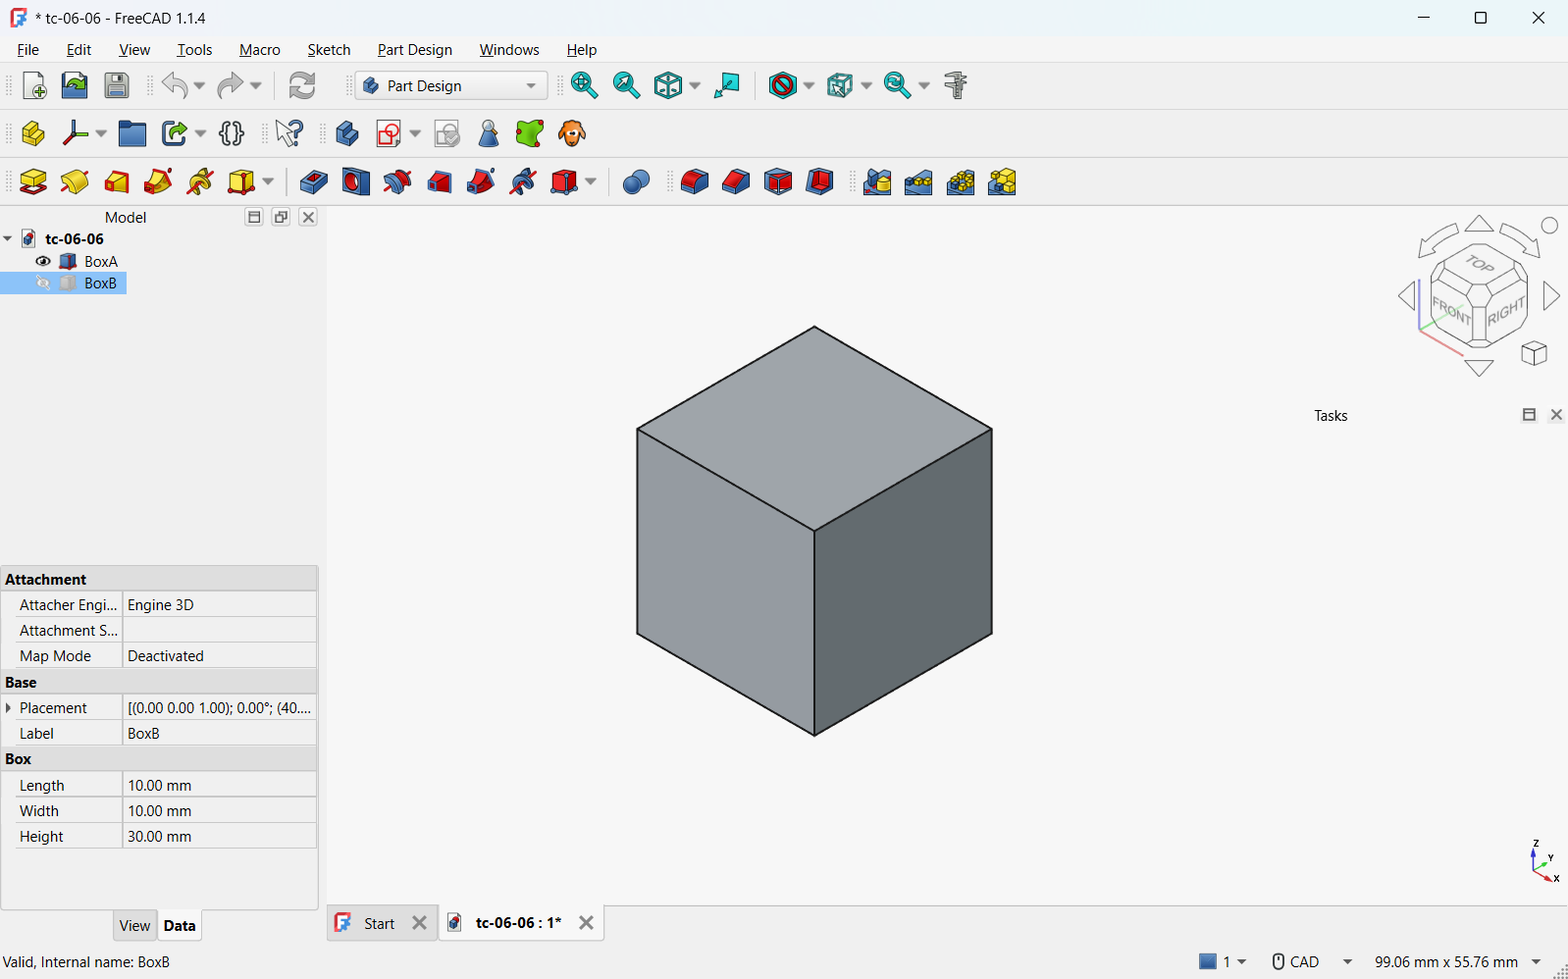 * tc-06-06 - FreeCAD 1.1.4
File Edit View Tools Macro Sketch Part Design Windows Help
Part Design
Model
tc-06-06
BoxA
BoxB
TOP
FRONT RIGHT
Tasks
Attachment
Attacher Engi... Engine 3D
Attachment S...
Map Mode Deactivated
Base
Placement [(0.00 0.00 1.00); 0.00°; (40....
Label BoxB
Box
Length 10.00 mm
Width 10.00 mm
Height 30.00 mm
Z
Y
X
View Data
Start tc-06-06 : 1*
Valid, Internal name: BoxB 1 CAD 99.06 mm x 55.76 mm